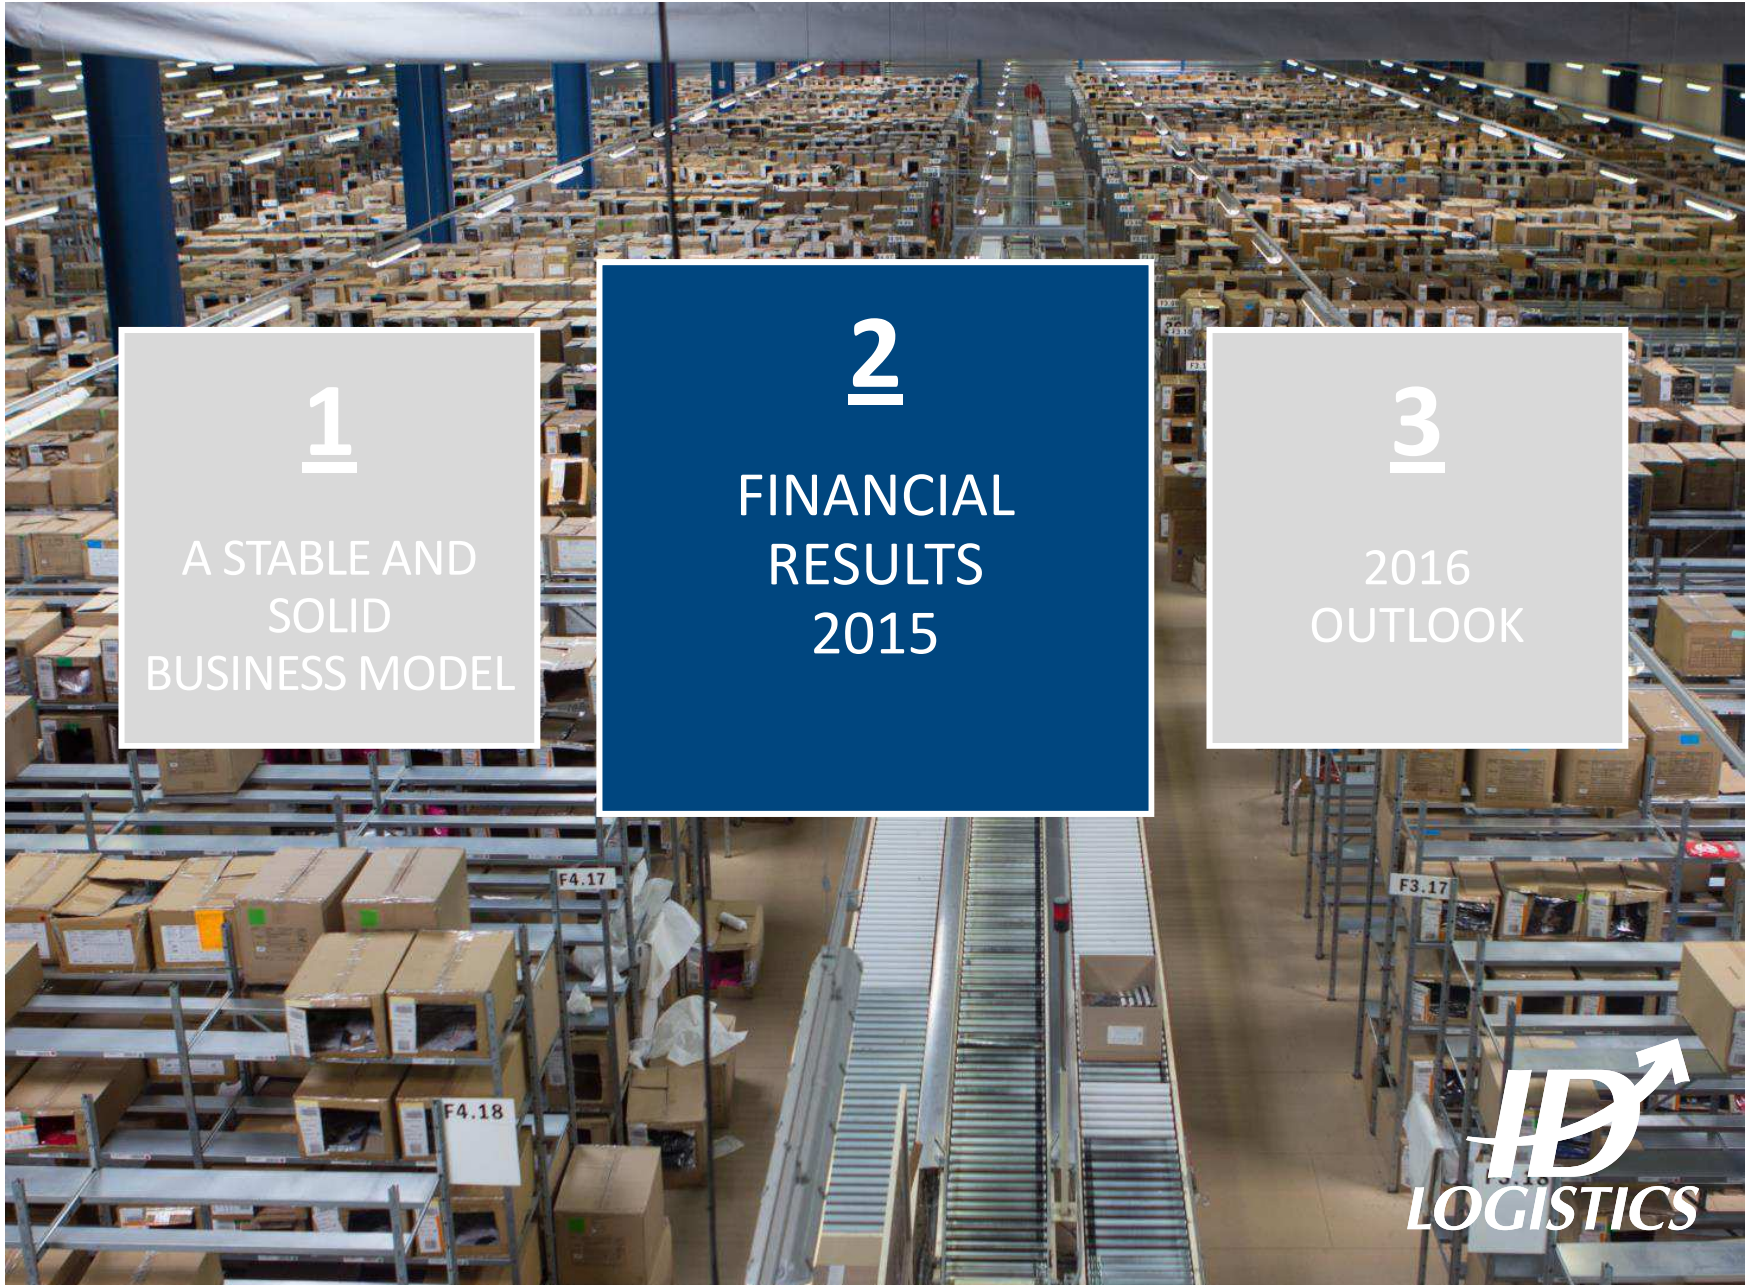 1
A STABLE AND
SOLID
BUSINESS MODEL
2
FINANCIAL
RESULTS
2015
3
2016
OUTLOOK
F4.17
F3.17
F4.18
ID
LOGISTICS